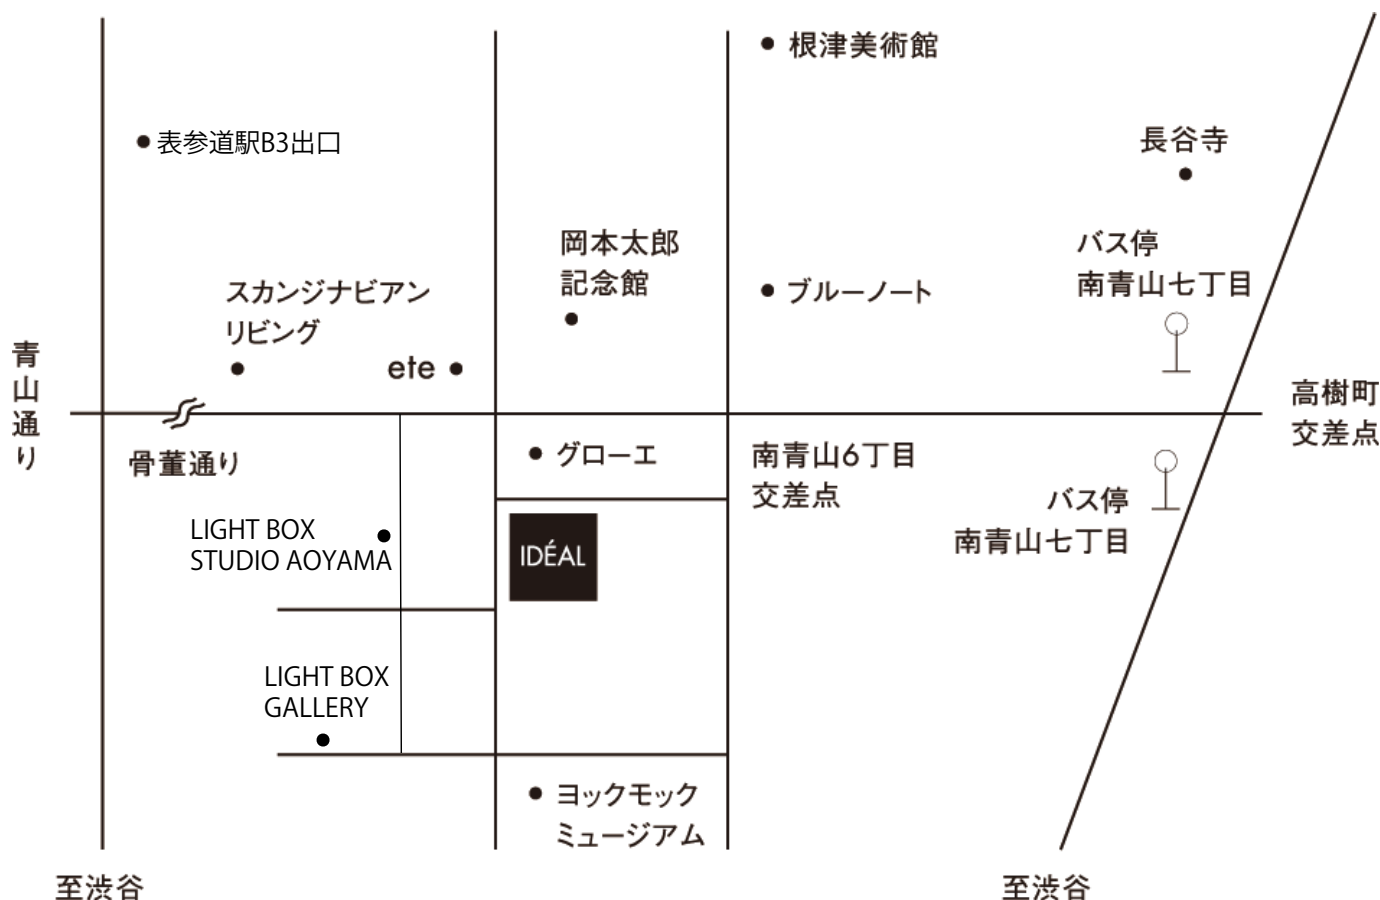 根津美術館
表参道駅B3出口
長谷寺
岡本太郎
記念館
バス停
南青山七丁目
スカンジナビアン
リビング
ブルーノート
ete
青山通り
高樹町
交差点
骨董通り
グローエ
南青山6丁目
交差点
バス停
南青山七丁目
LIGHT BOX
STUDIO AOYAMA
IDÉAL
LIGHT BOX
GALLERY
ヨックモック
ミュージアム
至渋谷
至渋谷